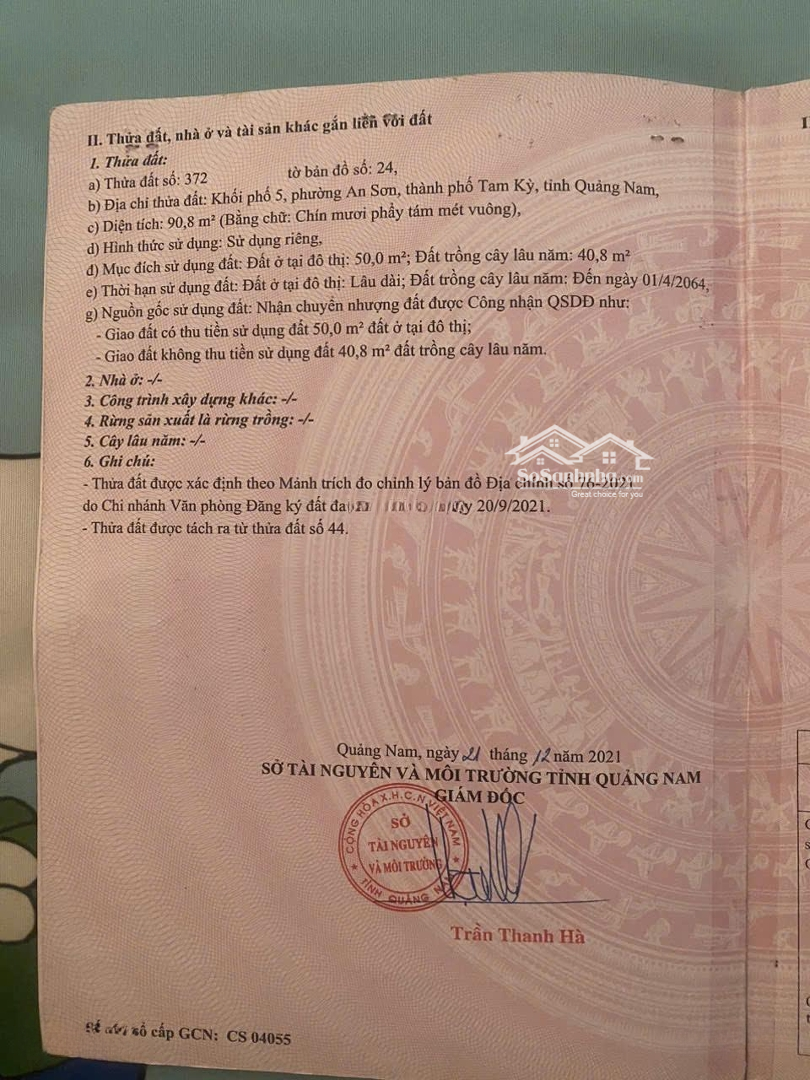 II. Thửa đất, nhà ở và tài sản khác gắn liền với đất
1. Thửa đất:
a) Thửa đất số: 372 tờ bản đồ số: 24,
b) Địa chỉ thửa đất: Khối phố 5, phường An Sơn, thành phố Tam Kỳ, tỉnh Quảng Nam,
c) Diện tích: 90,8 m² (Bằng chữ: Chín mươi phẩy tám mét vuông),
d) Hình thức sử dụng: Sử dụng riêng,
đ) Mục đích sử dụng đất: Đất ở tại đô thị: 50,0 m²; Đất trồng cây lâu năm: 40,8 m²
e) Thời hạn sử dụng đất: Đất ở tại đô thị: Lâu dài; Đất trồng cây lâu năm: Đến ngày 01/4/2064,
g) Nguồn gốc sử dụng đất: Nhận chuyển nhượng đất được Công nhận QSDĐ như:
- Giao đất có thu tiền sử dụng đất 50,0 m² đất ở tại đô thị;
- Giao đất không thu tiền sử dụng đất 40,8 m² đất trồng cây lâu năm.
2. Nhà ở: -/-
3. Công trình xây dựng khác: -/-
4. Rừng sản xuất là rừng trồng: -/-
5. Cây lâu năm: -/-
6. Ghi chú:
- Thửa đất được xác định theo Mảnh trích đo chỉnh lý bản đồ Địa chính số 76-2021
SoSanhnha.com
Great choice for you
do Chi nhánh Văn phòng Đăng ký đất 20/9/2021.
- Thửa đất được tách ra từ thửa đất số 44.
Quảng Nam, ngày 21 tháng 12 năm 2021
SỞ TÀI NGUYÊN VÀ MÔI TRƯỜNG TỈNH QUẢNG NAM
GIÁM ĐỐC
CỘNG HÒA X.H.C.N VIỆT NAM
SỞ
TÀI NGUYÊN
VÀ MÔI TRƯỜNG
TỈNH QUẢNG NAM
Trần Thanh Hà
sổ cấp GCN: CS 04055